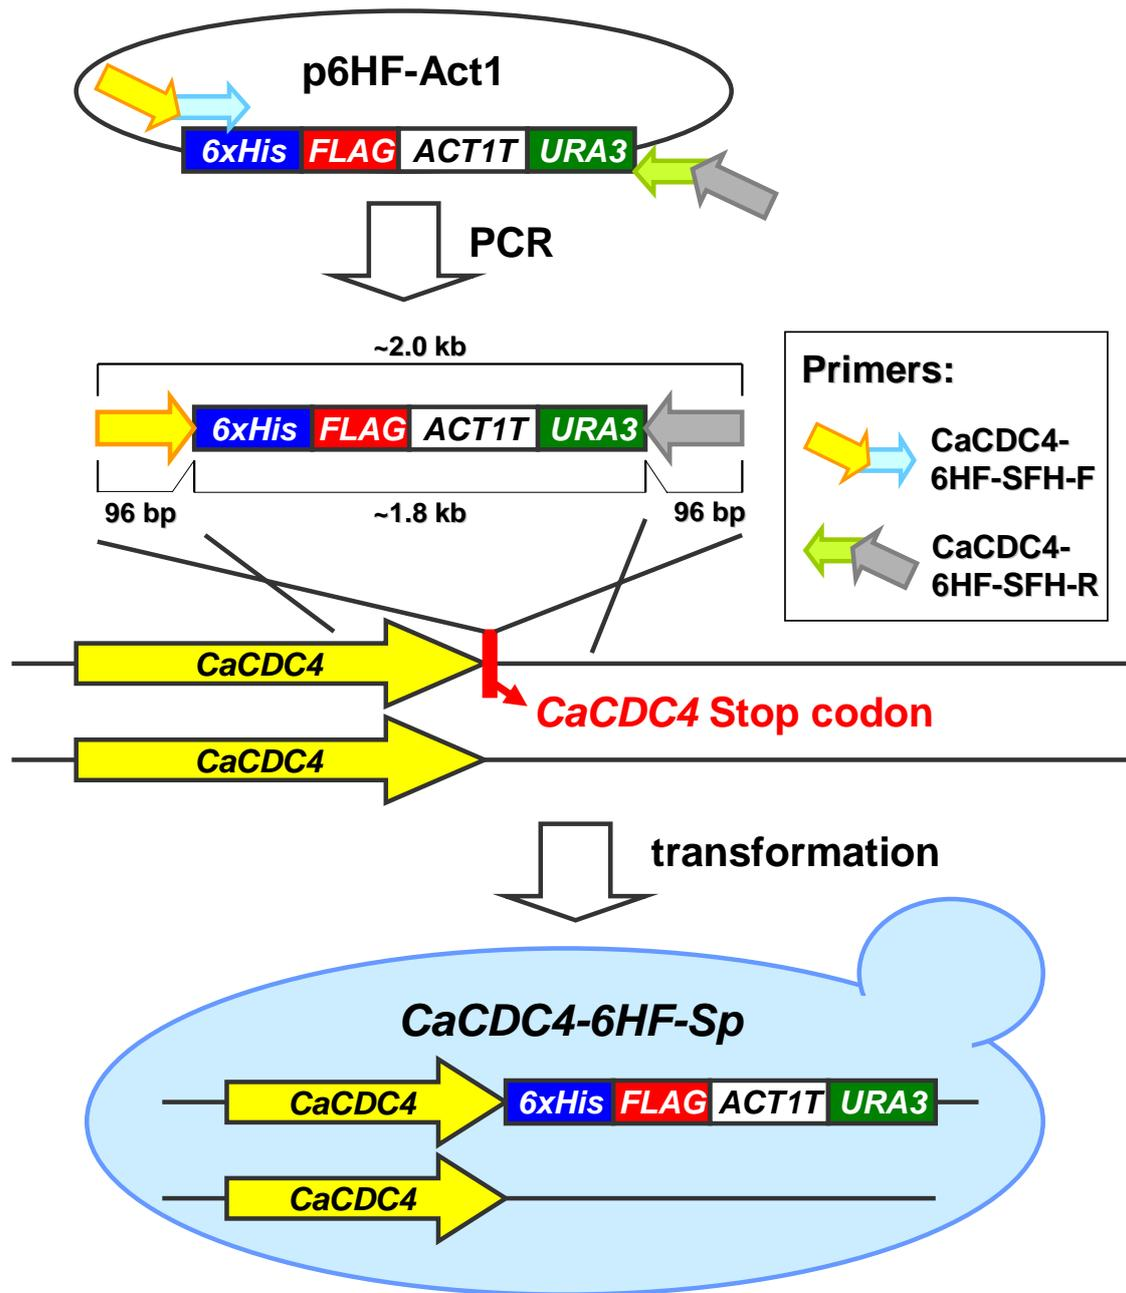 p6HF-Act1
6xHis FLAG ACT1T URA3
PCR
~2.0 kb
6xHis FLAG ACT1T URA3
96 bp ~1.8 kb 96 bp
Primers:
CaCDC4-
6HF-SFH-F
CaCDC4-
6HF-SFH-R
CaCDC4
CaCDC4 Stop codon
CaCDC4
transformation
CaCDC4-6HF-Sp
CaCDC4 6xHis FLAG ACT1T URA3
CaCDC4